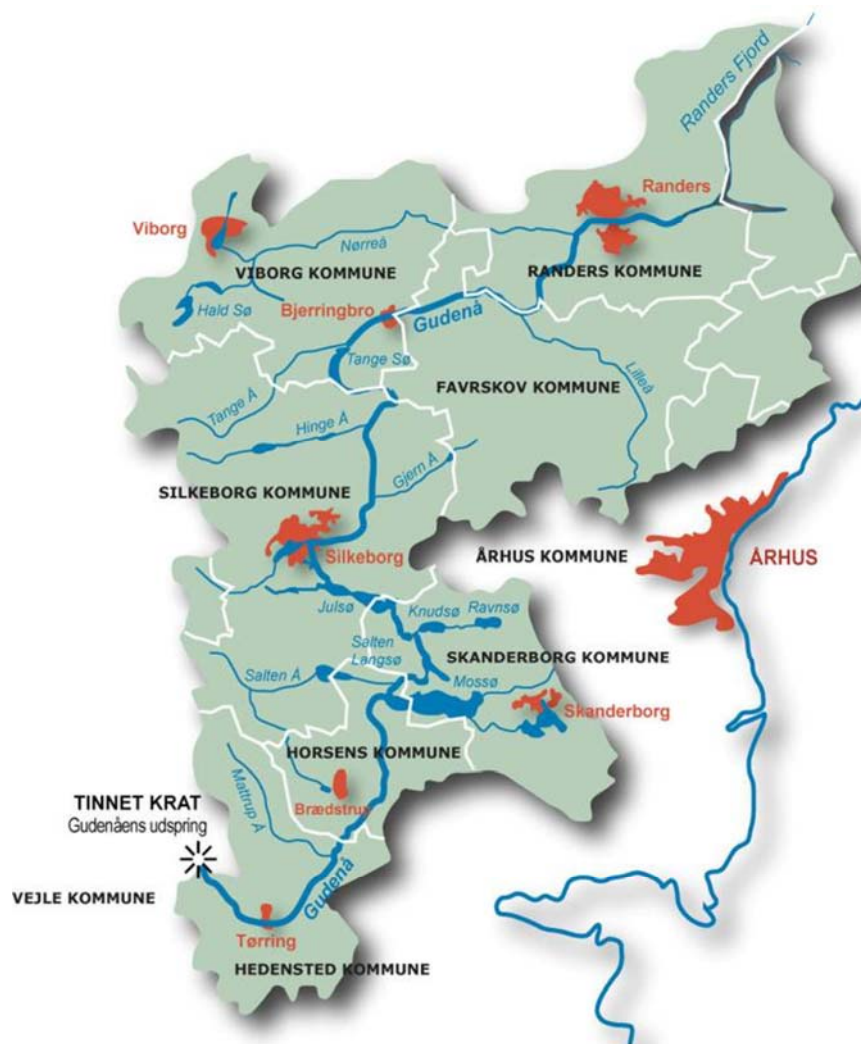 Randers Fjord
Randers
Viborg
Nørreå
VIBORG KOMMUNE
RANDERS KOMMUNE
Hald Sø
Bjerringbro
Gudenå
Tange Sø
Lilleå
FAVRSKOV KOMMUNE
Tange Å
Hinge Å
Gjern Å
SILKEBORG KOMMUNE
Silkeborg
ÅRHUS KOMMUNE
ÅRHUS
Julsø
Knudsø
Ravnsø
Salten
Langsø
SKANDERBORG KOMMUNE
Salten Å
Mossø
Skanderborg
HORSENS KOMMUNE
Mattrup Å
Brædstrup
TINNET KRAT
Gudenåens udspring
Gudenå
VEJLE KOMMUNE
Tørring
HEDENSTED KOMMUNE